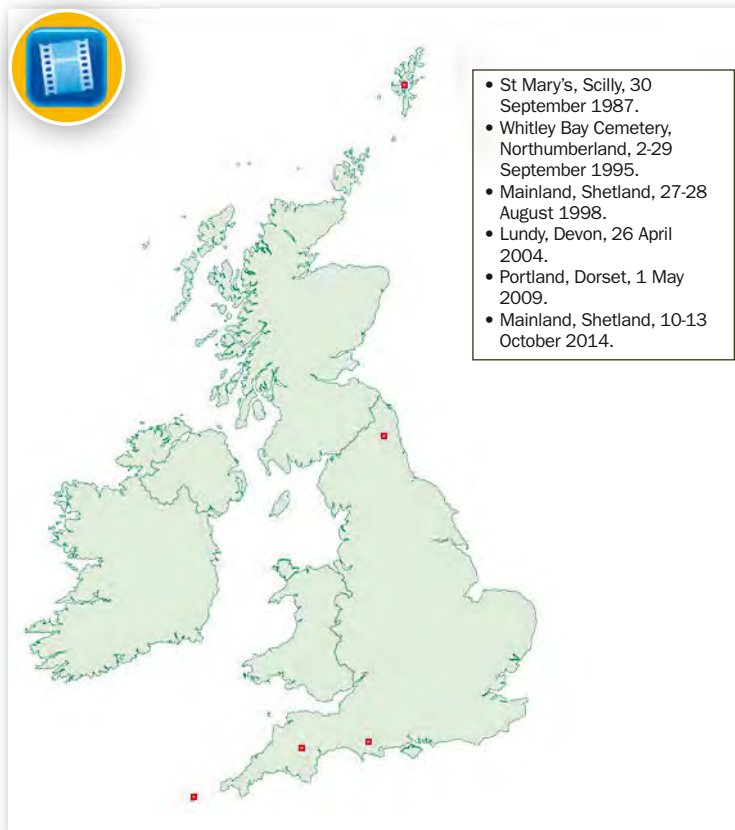 • St Mary's, Scilly, 30
September 1987.
• Whitley Bay Cemetery,
Northumberland, 2-29
September 1995.
• Mainland, Shetland, 27-28
August 1998.
• Lundy, Devon, 26 April
2004.
• Portland, Dorset, 1 May
2009.
• Mainland, Shetland, 10-13
October 2014.